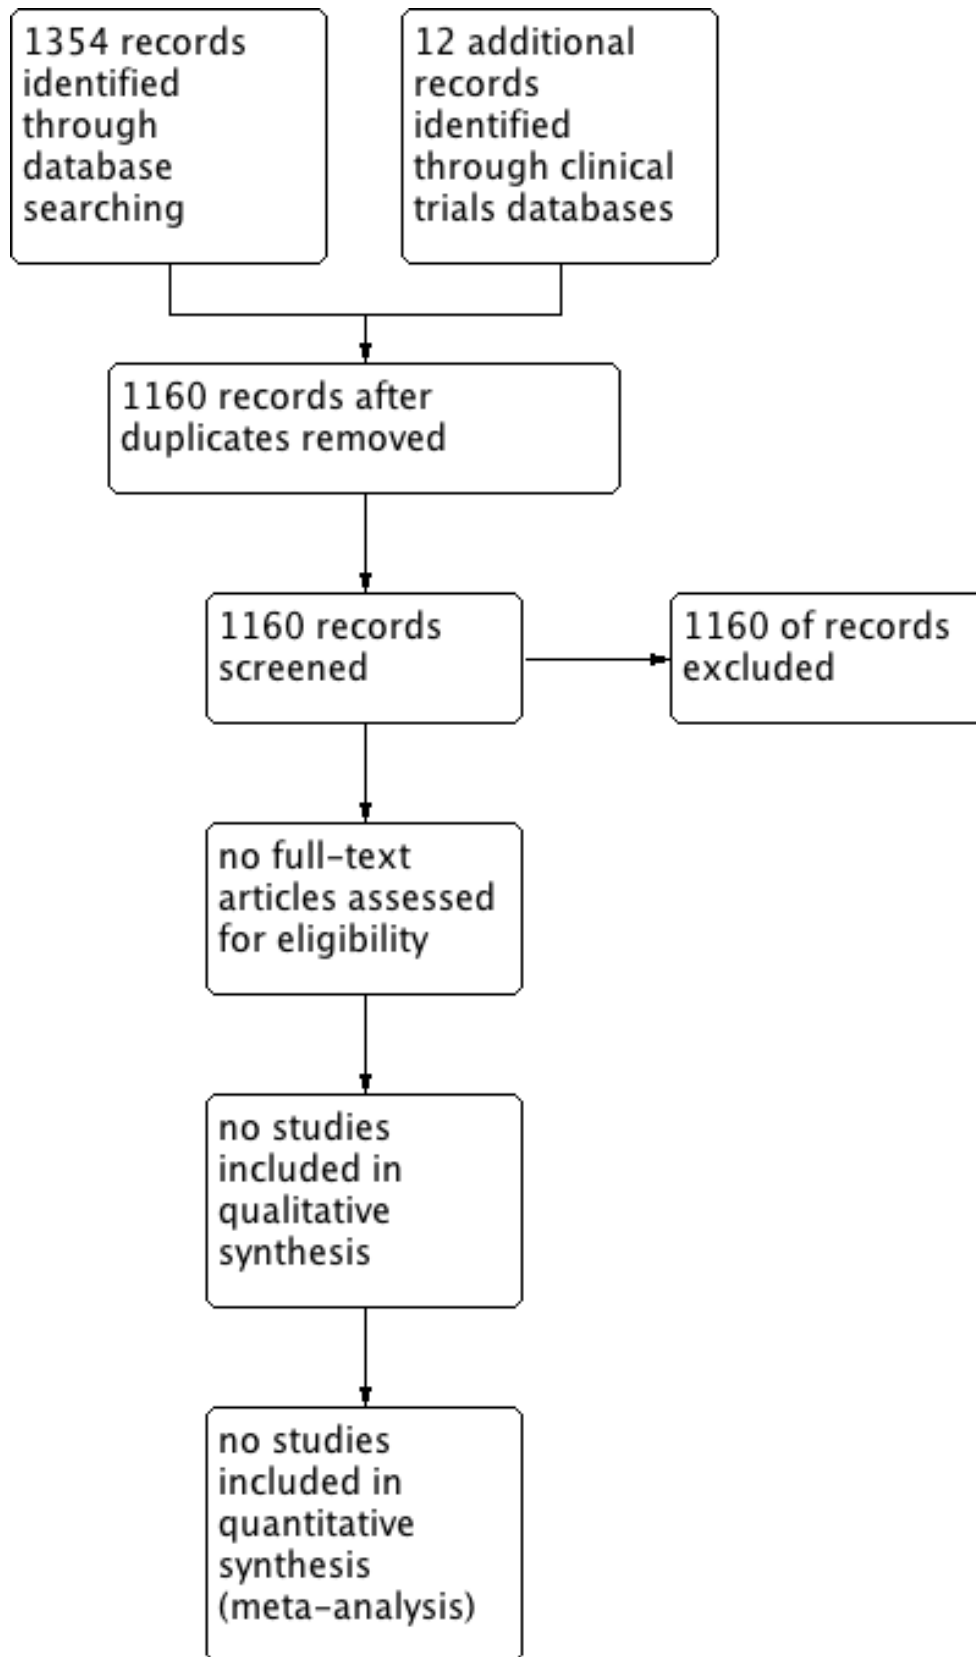 1354 records
identified
through
database
searching
12 additional
records
identified
through clinical
trials databases
1160 records after
duplicates removed
1160 records
screened
1160 of records
excluded
no full-text
articles assessed
for eligibility
no studies
included in
qualitative
synthesis
no studies
included in
quantitative
synthesis
(meta-analysis)